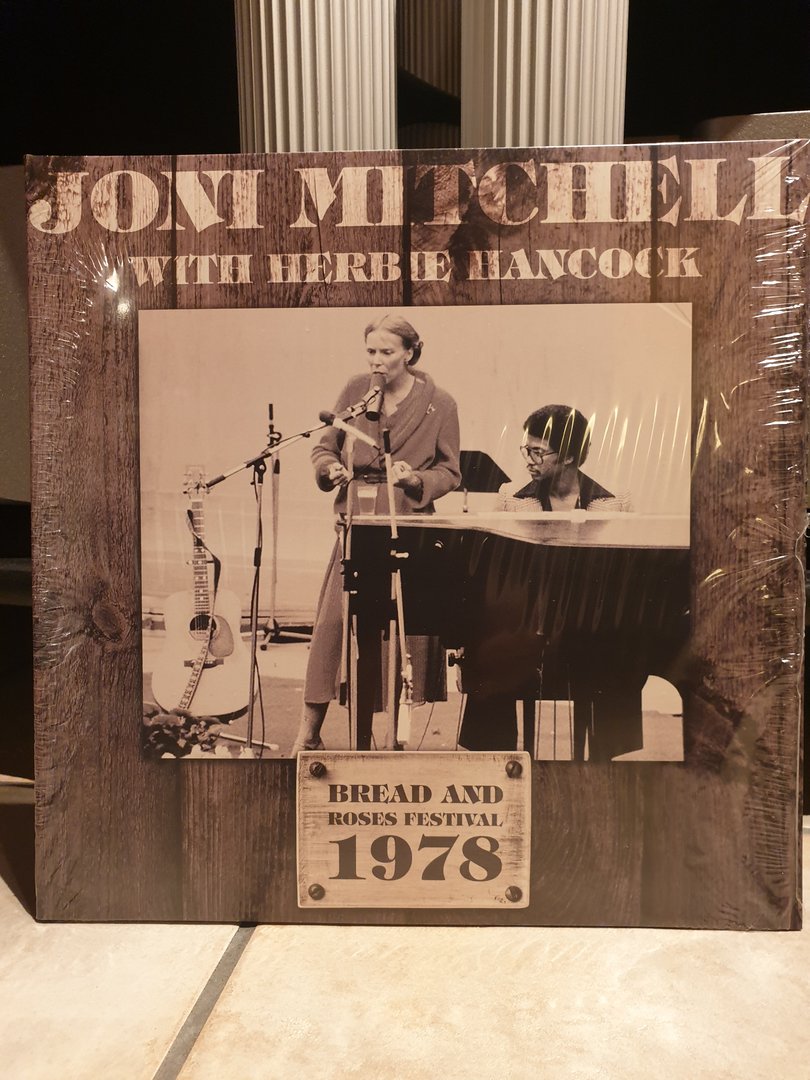 JONI MITCHELL
WITH HERBIE HANCOCK
BREAD AND
ROSES FESTIVAL
1978